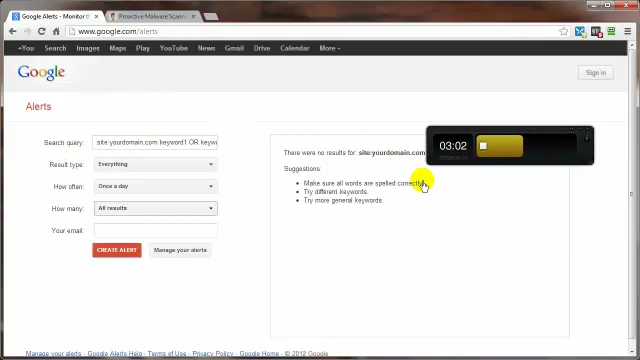 Google Alerts - Monitor th
Proactive Malware Scann
www.google.com/alerts
+You Search Images Maps Play YouTube News Gmail Drive Calendar More
Google
Sign in
Alerts
Search query: site:yourdomain.com keyword1 OR keyw
Result type: Everything
How often: Once a day
How many: All results
Your email:
CREATE ALERT Manage your alerts
There were no results for: site:yourdomain.com
Suggestions:
Make sure all words are spelled correctly.
Try different keywords.
Try more general keywords.
03:02
Manage your alerts - Google Alerts Help - Terms of Use - Privacy Policy - Google Home - © 2012 Google